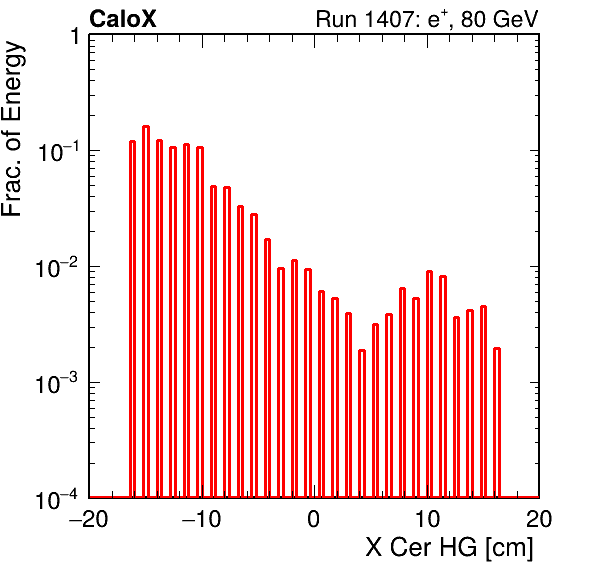 CaloX Run 1407: e⁺, 80 GeV
Frac. of Energy
1
10⁻¹
10⁻²
10⁻³
10⁻⁴
−20 −10 0 10 20
X Cer HG [cm]